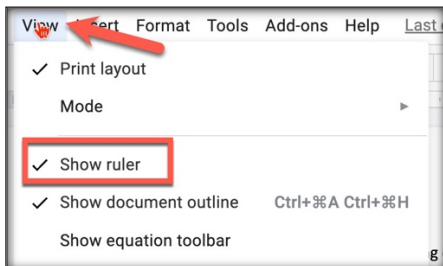 View Insert Format Tools Add-ons Help Last
Print layout
Mode
Show ruler
Show document outline Ctrl+⌘A Ctrl+⌘H
Show equation toolbar
g